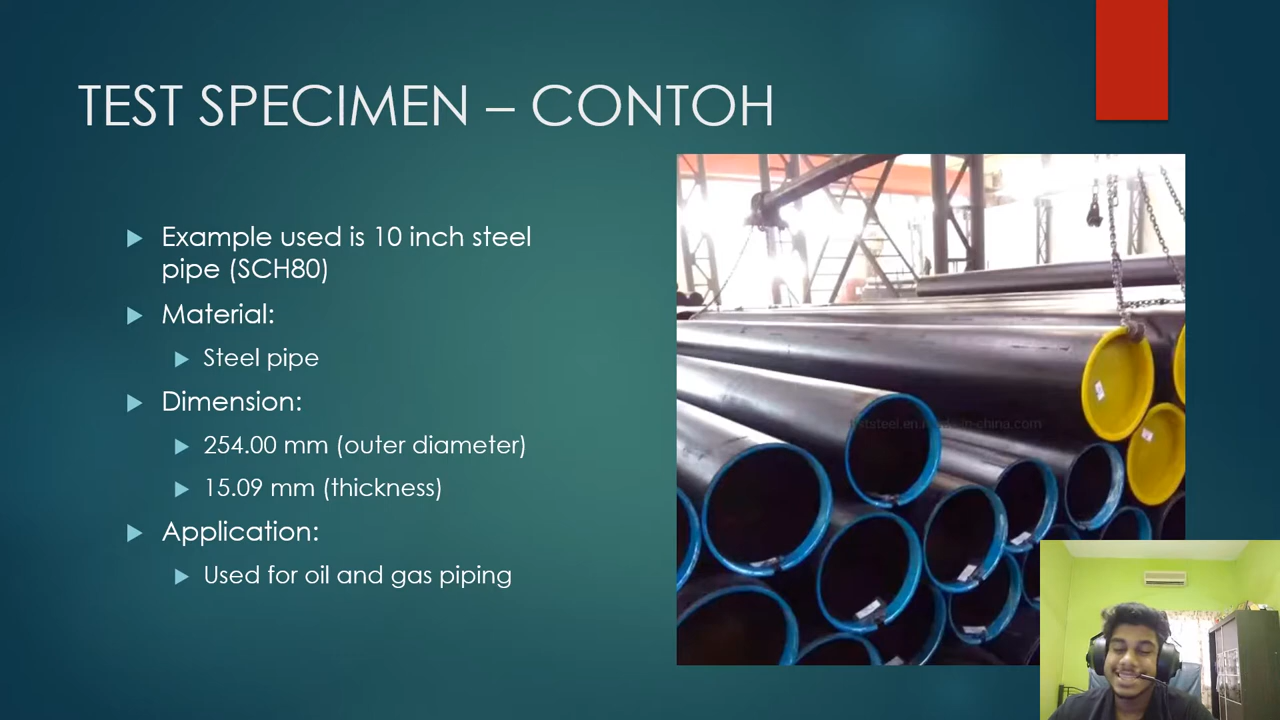 TEST SPECIMEN – CONTOH
Example used is 10 inch steel
pipe (SCH80)
Material:
Steel pipe
Dimension:
254.00 mm (outer diameter)
15.09 mm (thickness)
Application:
Used for oil and gas piping